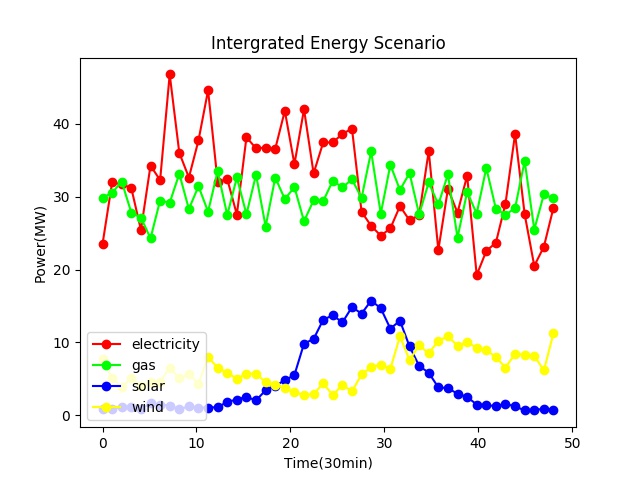 Intergrated Energy Scenario
Power(MW)
40
30
20
10
0
electricity
gas
solar
wind
0 10 20 30 40 50
Time(30min)